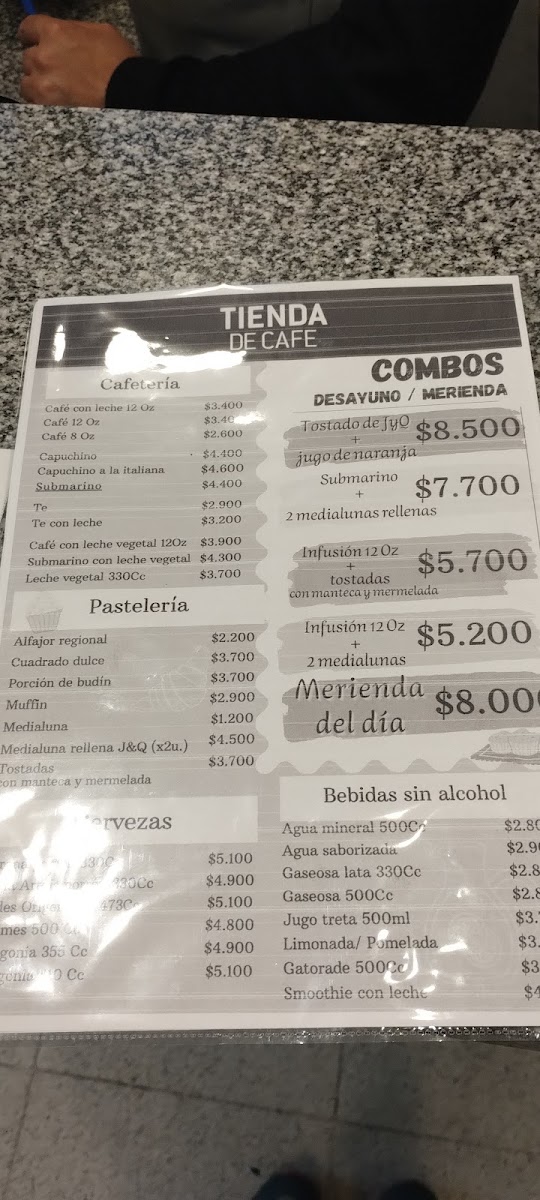 TIENDA
DE CAFE
Cafetería
Café con leche 12 Oz $3.400
Café 12 Oz
Café 8 Oz $2.600
Capuchino $4.400
Capuchino a la italiana $4.600
Submarino $4.400
Te $2.900
Te con leche $3.200
Café con leche vegetal 12Oz $3.900
Submarino con leche vegetal $4.300
Leche vegetal 330Cc $3.700
Pastelería
Alfajor regional $2.200
Cuadrado dulce $3.700
Porción de budín $3.700
Muffin $2.900
Medialuna $1.200
Medialuna rellena J&Q (x2u.) $4.500
Tostadas $3.700
con manteca y mermelada
$5.100
$4.900
473Cc $5.100
500 $4.800
355 Cc $4.900
Cc $5.100
COMBOS
DESAYUNO / MERIENDA
Tostado de JyQ
+
jugo de naranja
$8.500
Submarino
+
2 medialunas rellenas
$7.700
Infusión 12 Oz
+
tostadas
con manteca y mermelada
$5.700
Infusión 12 Oz
+
2 medialunas
$5.200
Merienda
del día
Bebidas sin alcohol
Agua mineral 500Cc
Agua saborizada
Gaseosa lata 330Cc
Gaseosa 500Cc
Jugo treta 500ml
Limonada/ Pomelada
Gatorade 500Cc
Smoothie con leche